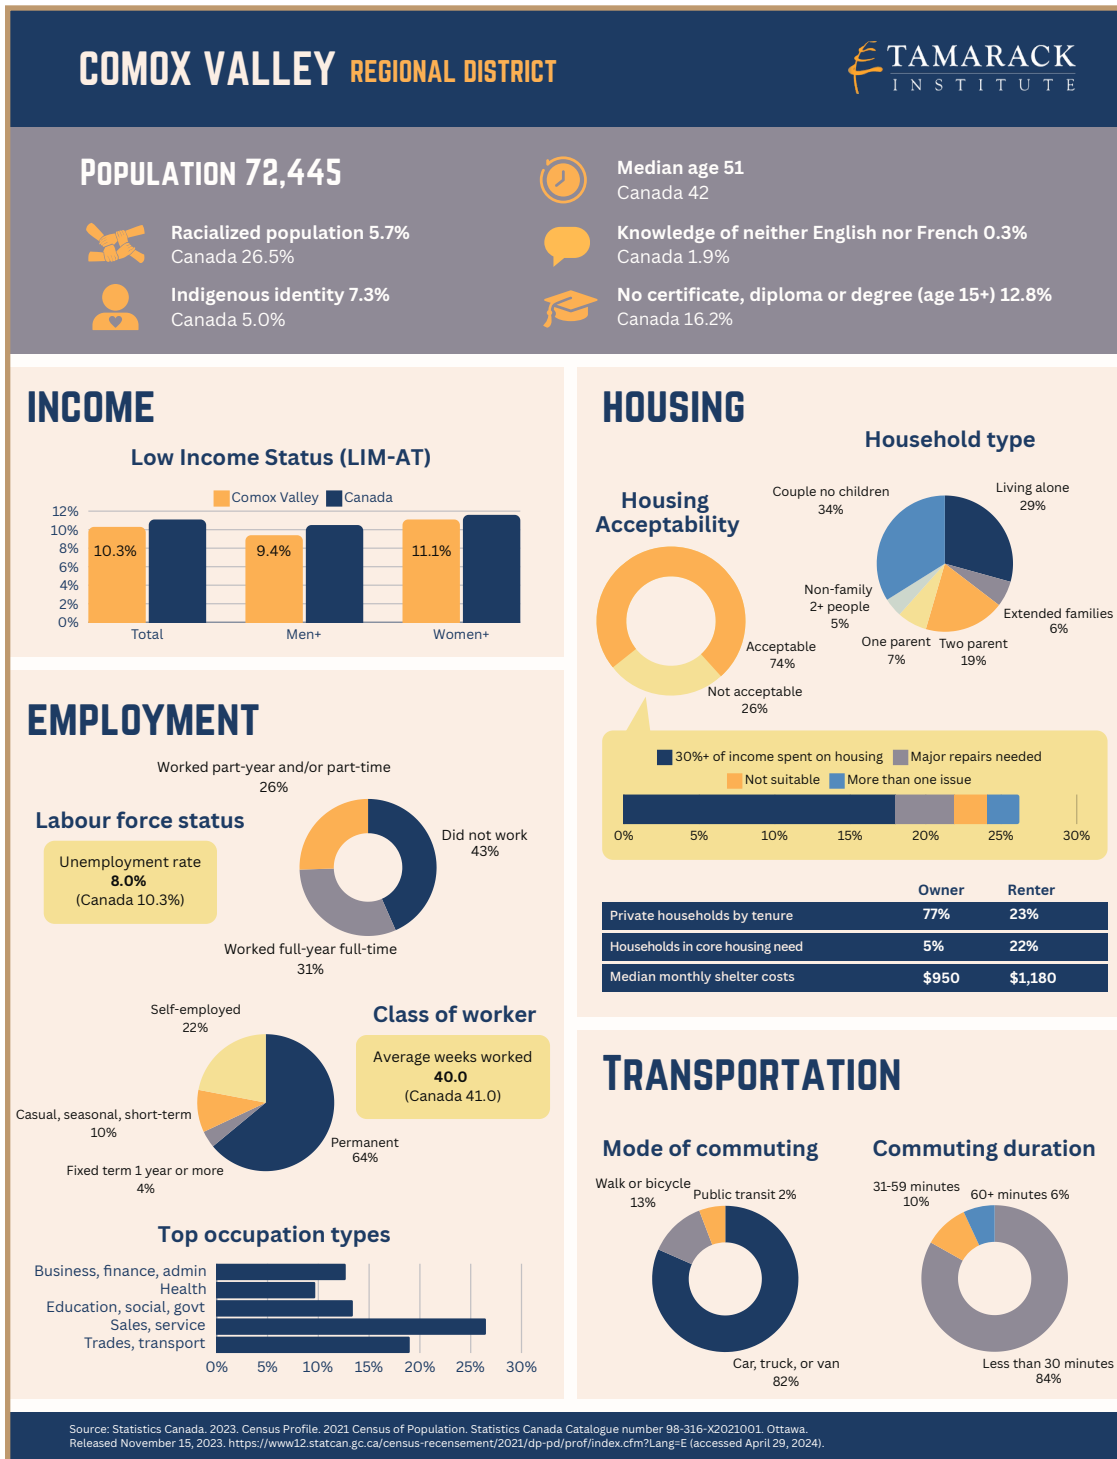 COMOX VALLEY REGIONAL DISTRICT
TAMARACK
INSTITUTE
POPULATION 72,445
Racialized population 5.7%
Canada 26.5%
Indigenous identity 7.3%
Canada 5.0%
Median age 51
Canada 42
Knowledge of neither English nor French 0.3%
Canada 1.9%
No certificate, diploma or degree (age 15+) 12.8%
Canada 16.2%
INCOME
Low Income Status (LIM-AT)
Comox Valley Canada
12%
10%
8%
6%
4%
2%
0%
10.3%
9.4%
11.1%
Total Men+ Women+
EMPLOYMENT
Worked part-year and/or part-time
26%
Labour force status
Unemployment rate
8.0%
(Canada 10.3%)
Did not work
43%
Worked full-year full-time
31%
Self-employed
22%
Class of worker
Average weeks worked
40.0
(Canada 41.0)
Casual, seasonal, short-term
10%
Permanent
64%
Fixed term 1 year or more
4%
Top occupation types
Business, finance, admin
Health
Education, social, govt
Sales, service
Trades, transport
0% 5% 10% 15% 20% 25% 30%
HOUSING
Household type
Housing
Acceptability
Acceptable
74%
Not acceptable
26%
Couple no children
34%
Living alone
29%
Non-family
2+ people
5%
Extended families
6%
One parent
7%
Two parent
19%
30%+ of income spent on housing Major repairs needed
Not suitable More than one issue
0% 5% 10% 15% 20% 25% 30%
Owner Renter
Private households by tenure 77% 23%
Households in core housing need 5% 22%
Median monthly shelter costs $950 $1,180
TRANSPORTATION
Mode of commuting
Walk or bicycle
13%
Public transit 2%
Car, truck, or van
82%
Commuting duration
31-59 minutes
10%
60+ minutes 6%
Less than 30 minutes
84%
Source: Statistics Canada. 2023. Census Profile. 2021 Census of Population. Statistics Canada Catalogue number 98-316-X2021001. Ottawa.
Released November 15, 2023. https://www12.statcan.gc.ca/census-recensement/2021/dp-pd/prof/index.cfm?Lang=E (accessed April 29, 2024).